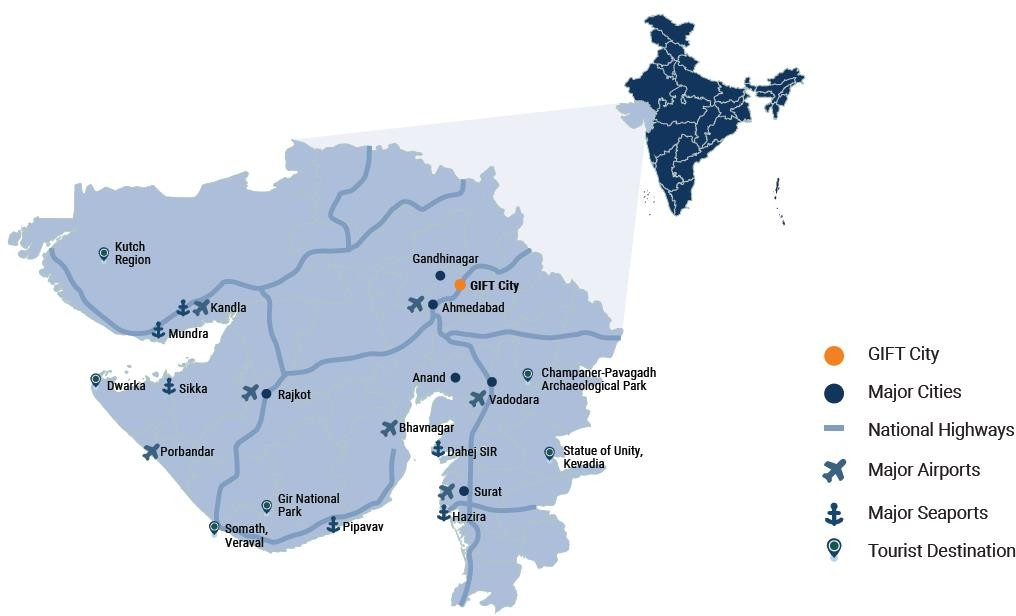 Kutch
Region
Gandhinagar
GIFT City
Ahmedabad
Kandla
Mundra
Dwarka
Sikka
Rajkot
Anand
Vadodara
Champaner-Pavagadh
Archaeological Park
Bhavnagar
Dahej SIR
Statue of Unity,
Kevadia
Porbandar
Gir National
Park
Surat
Hazira
Somath,
Veraval
Pipavav
GIFT City
Major Cities
National Highways
Major Airports
Major Seaports
Tourist Destination